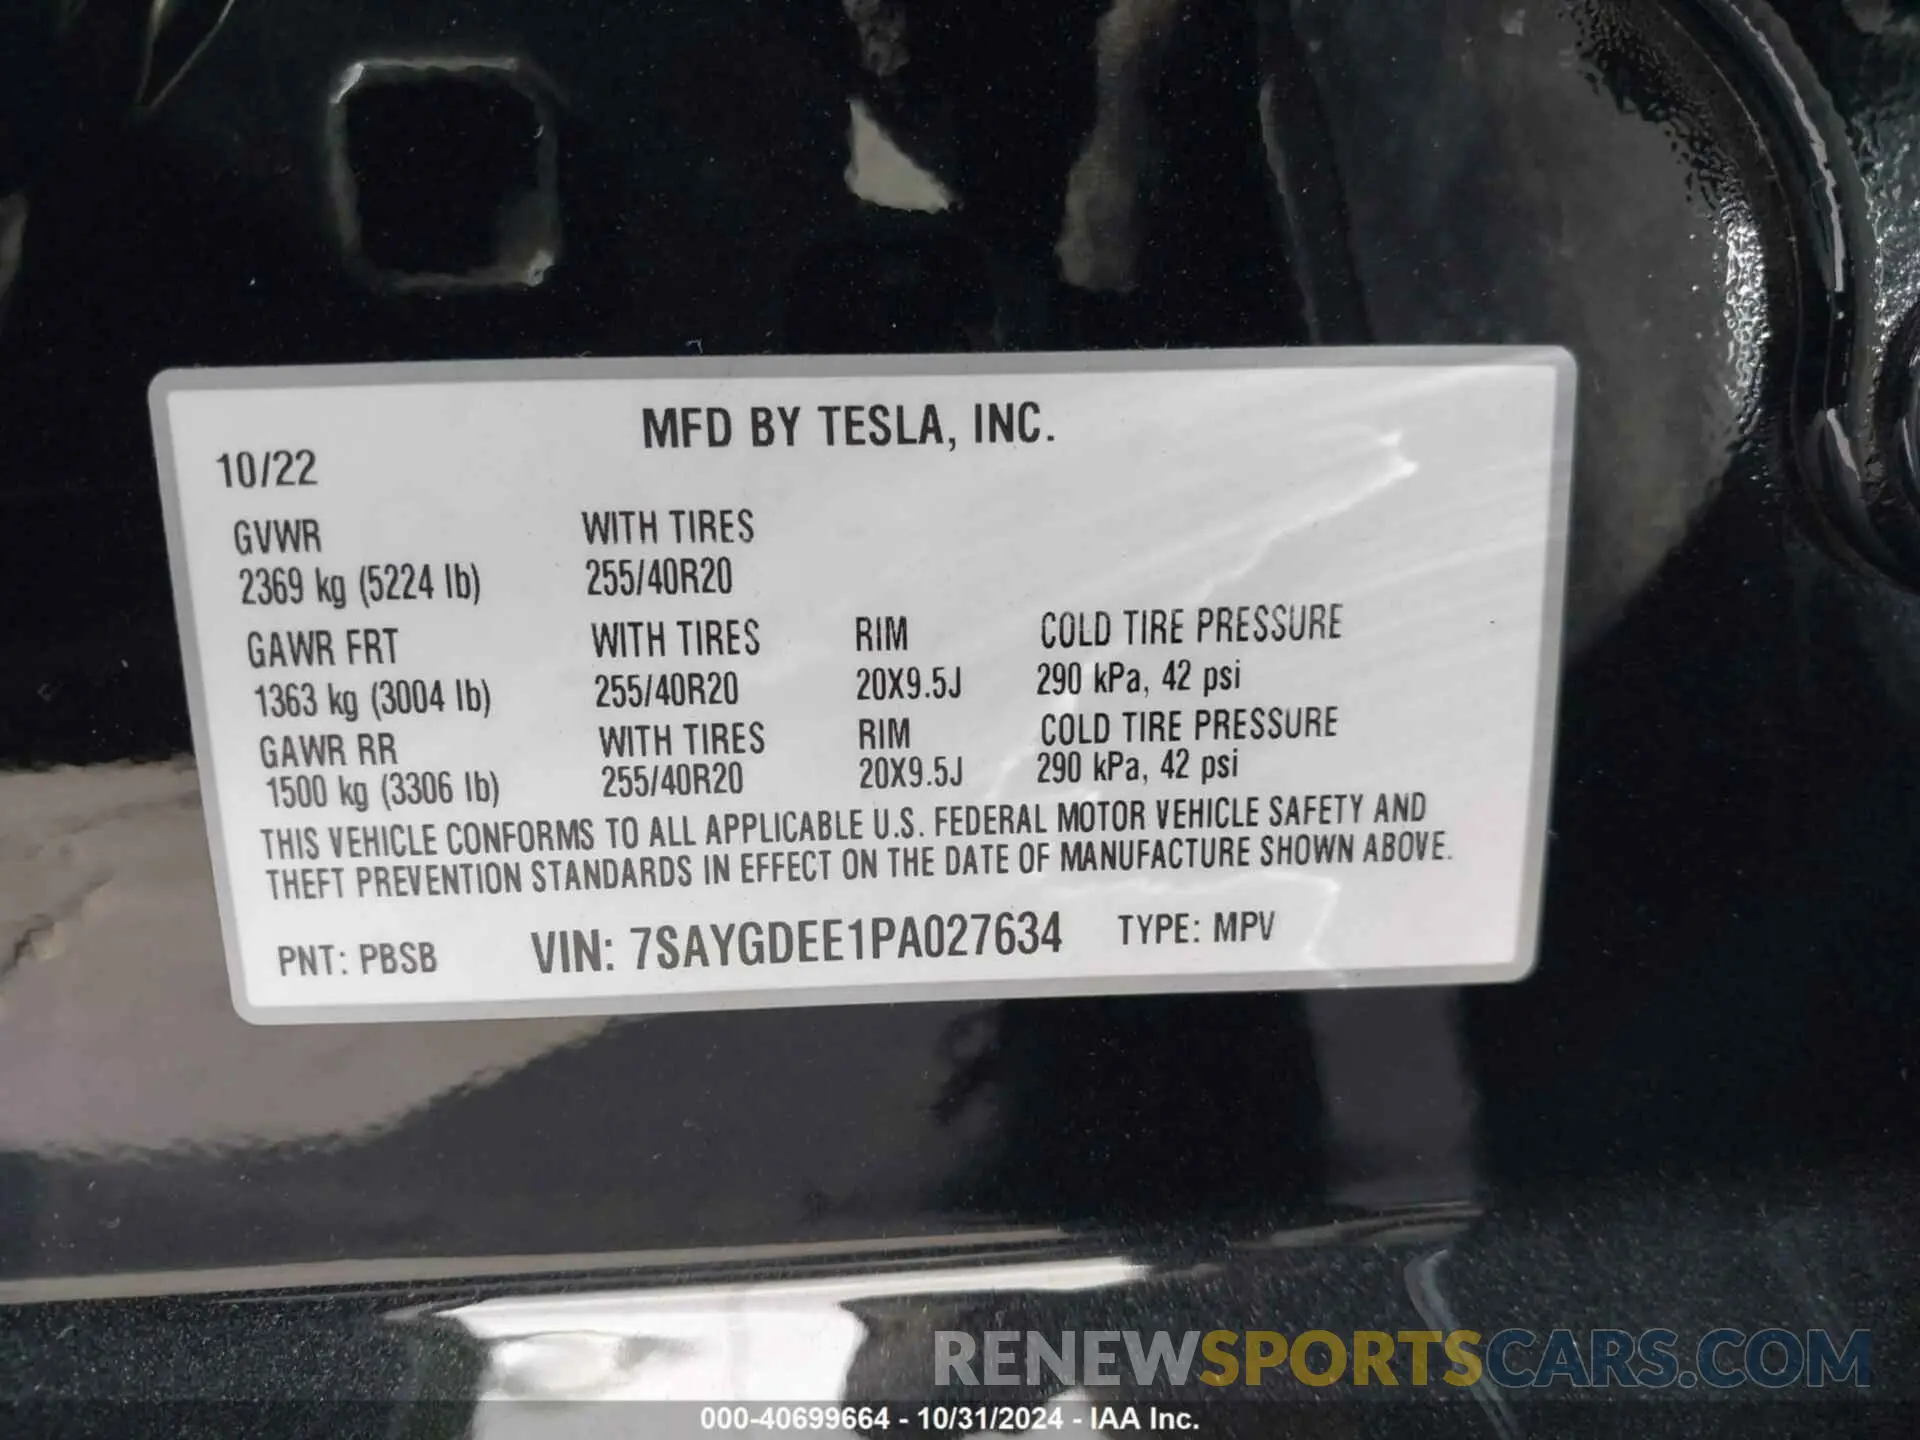 MFD BY TESLA, INC.
10/22
GVWR WITH TIRES
2369 kg (5224 lb) 255/40R20
GAWR FRT WITH TIRES RIM COLD TIRE PRESSURE
1363 kg (3004 lb) 255/40R20 20X9.5J 290 kPa, 42 psi
GAWR RR WITH TIRES RIM COLD TIRE PRESSURE
1500 kg (3306 lb) 255/40R20 20X9.5J 290 kPa, 42 psi
THIS VEHICLE CONFORMS TO ALL APPLICABLE U.S. FEDERAL MOTOR VEHICLE SAFETY AND
THEFT PREVENTION STANDARDS IN EFFECT ON THE DATE OF MANUFACTURE SHOWN ABOVE.
PNT: PBSB VIN: 7SAYGDEE1PA027634 TYPE: MPV
RENEWSPORTSCARS.COM
000-40699664 - 10/31/2024 - IAA Inc.